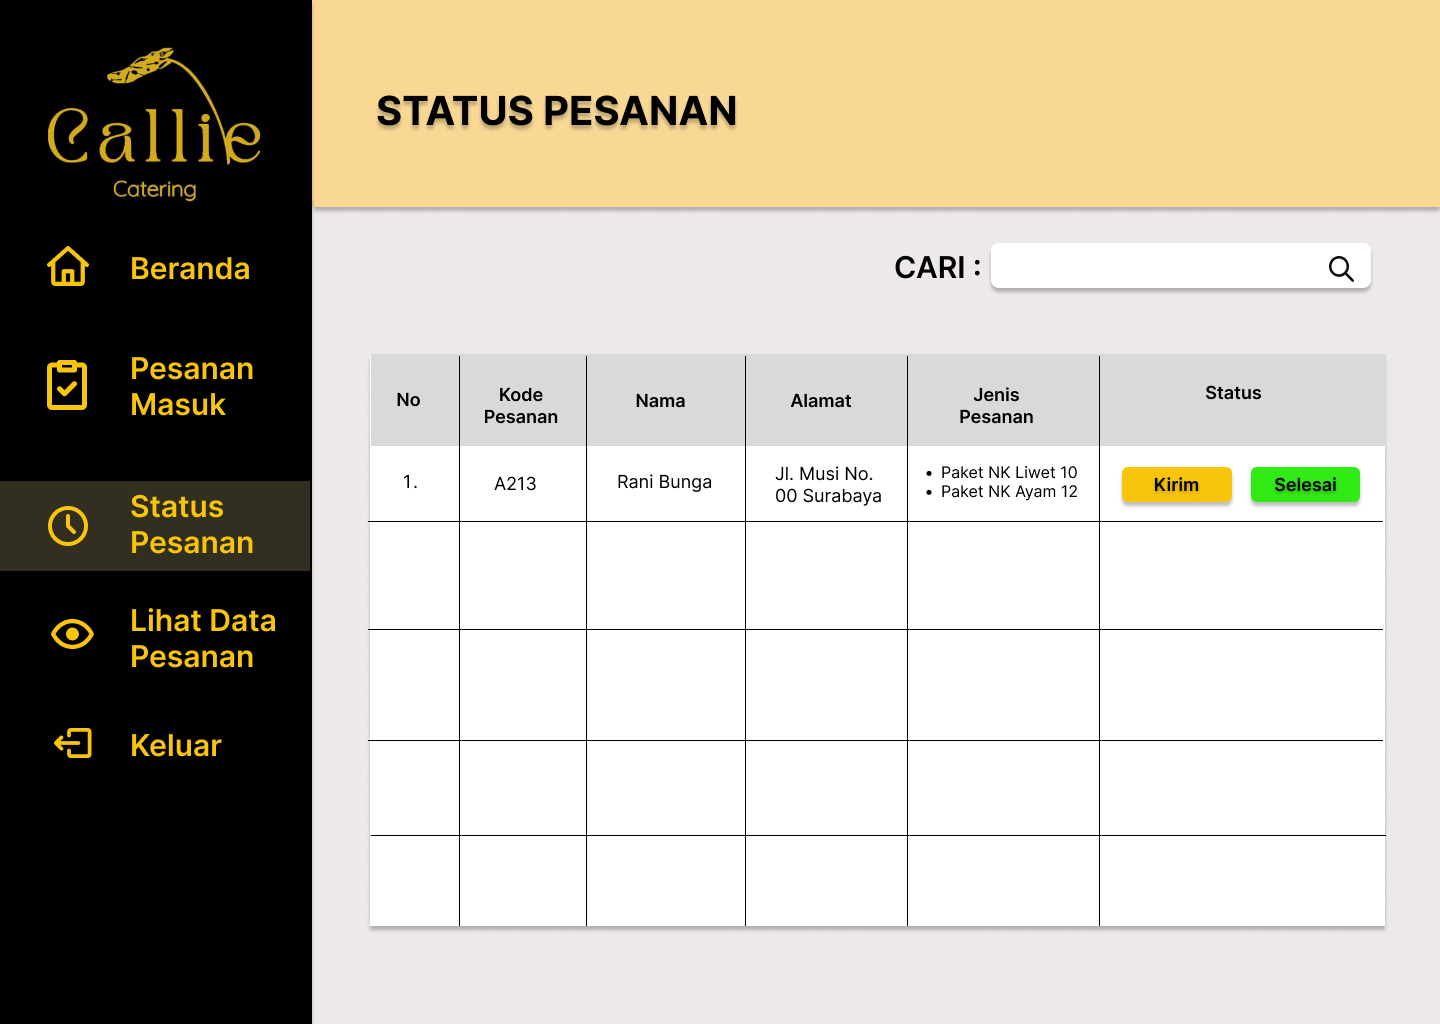 Callie
Catering
Beranda
Pesanan
Masuk
Status
Pesanan
Lihat Data
Pesanan
Keluar
STATUS PESANAN
CARI :
No
Kode
Pesanan
Nama
Alamat
Jenis
Pesanan
Status
1.
A213
Rani Bunga
Jl. Musi No.
00 Surabaya
• Paket NK Liwet 10
• Paket NK Ayam 12
Kirim
Selesai